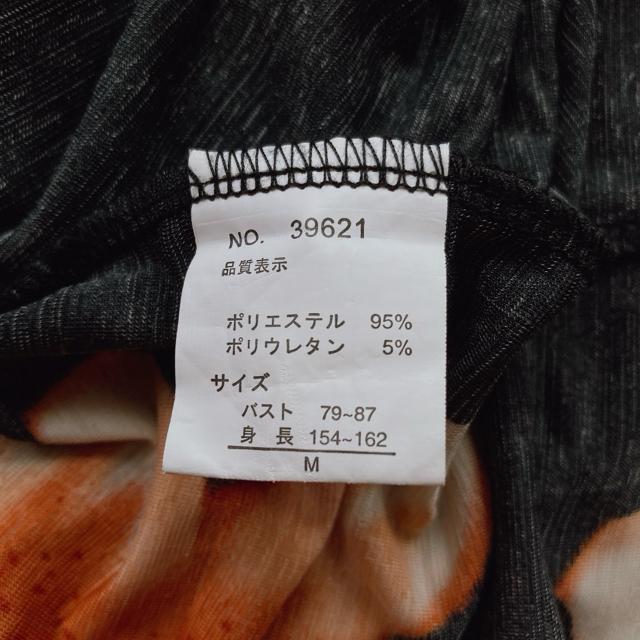 NO. 39621
品質表示
ポリエステル 95%
ポリウレタン 5%
サイズ
バスト 79~87
身長 154~162
M